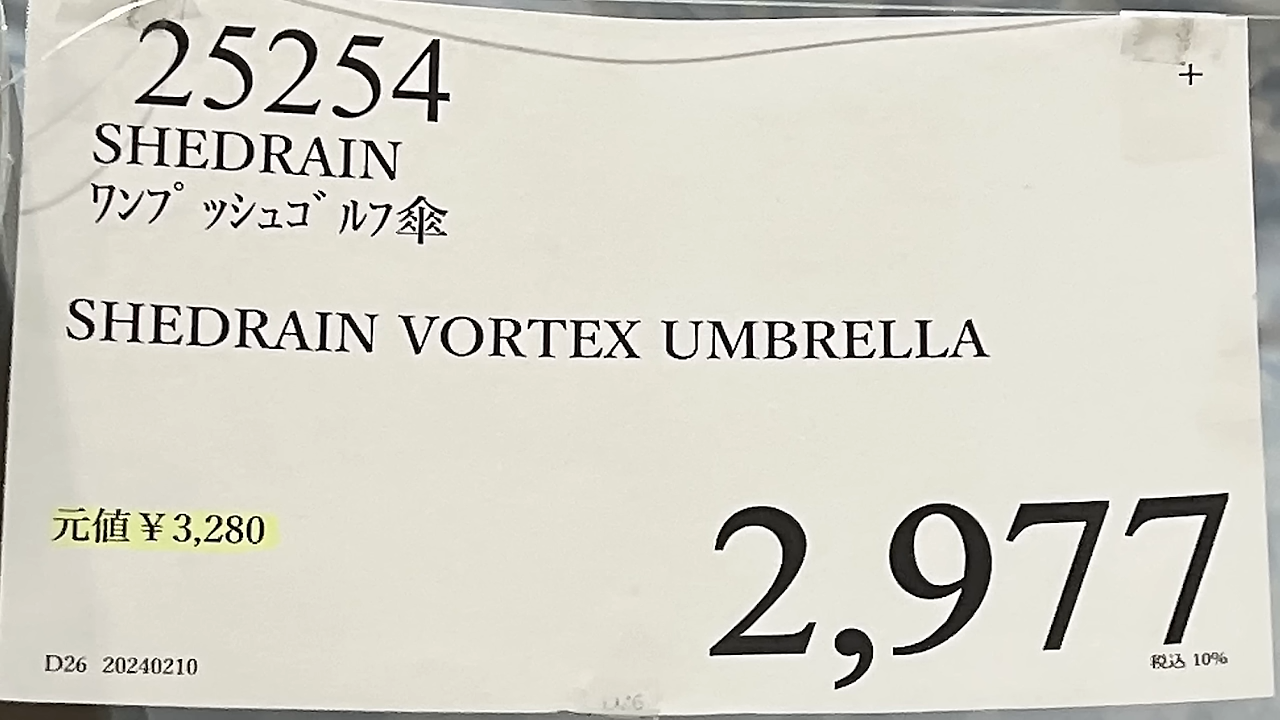 25254
+
SHEDRAIN
ﾜﾝﾌﾟｯｼｭｺﾞﾙﾌ傘
SHEDRAIN VORTEX UMBRELLA
元値￥3,280
2,977
税込 10%
D26 20240210